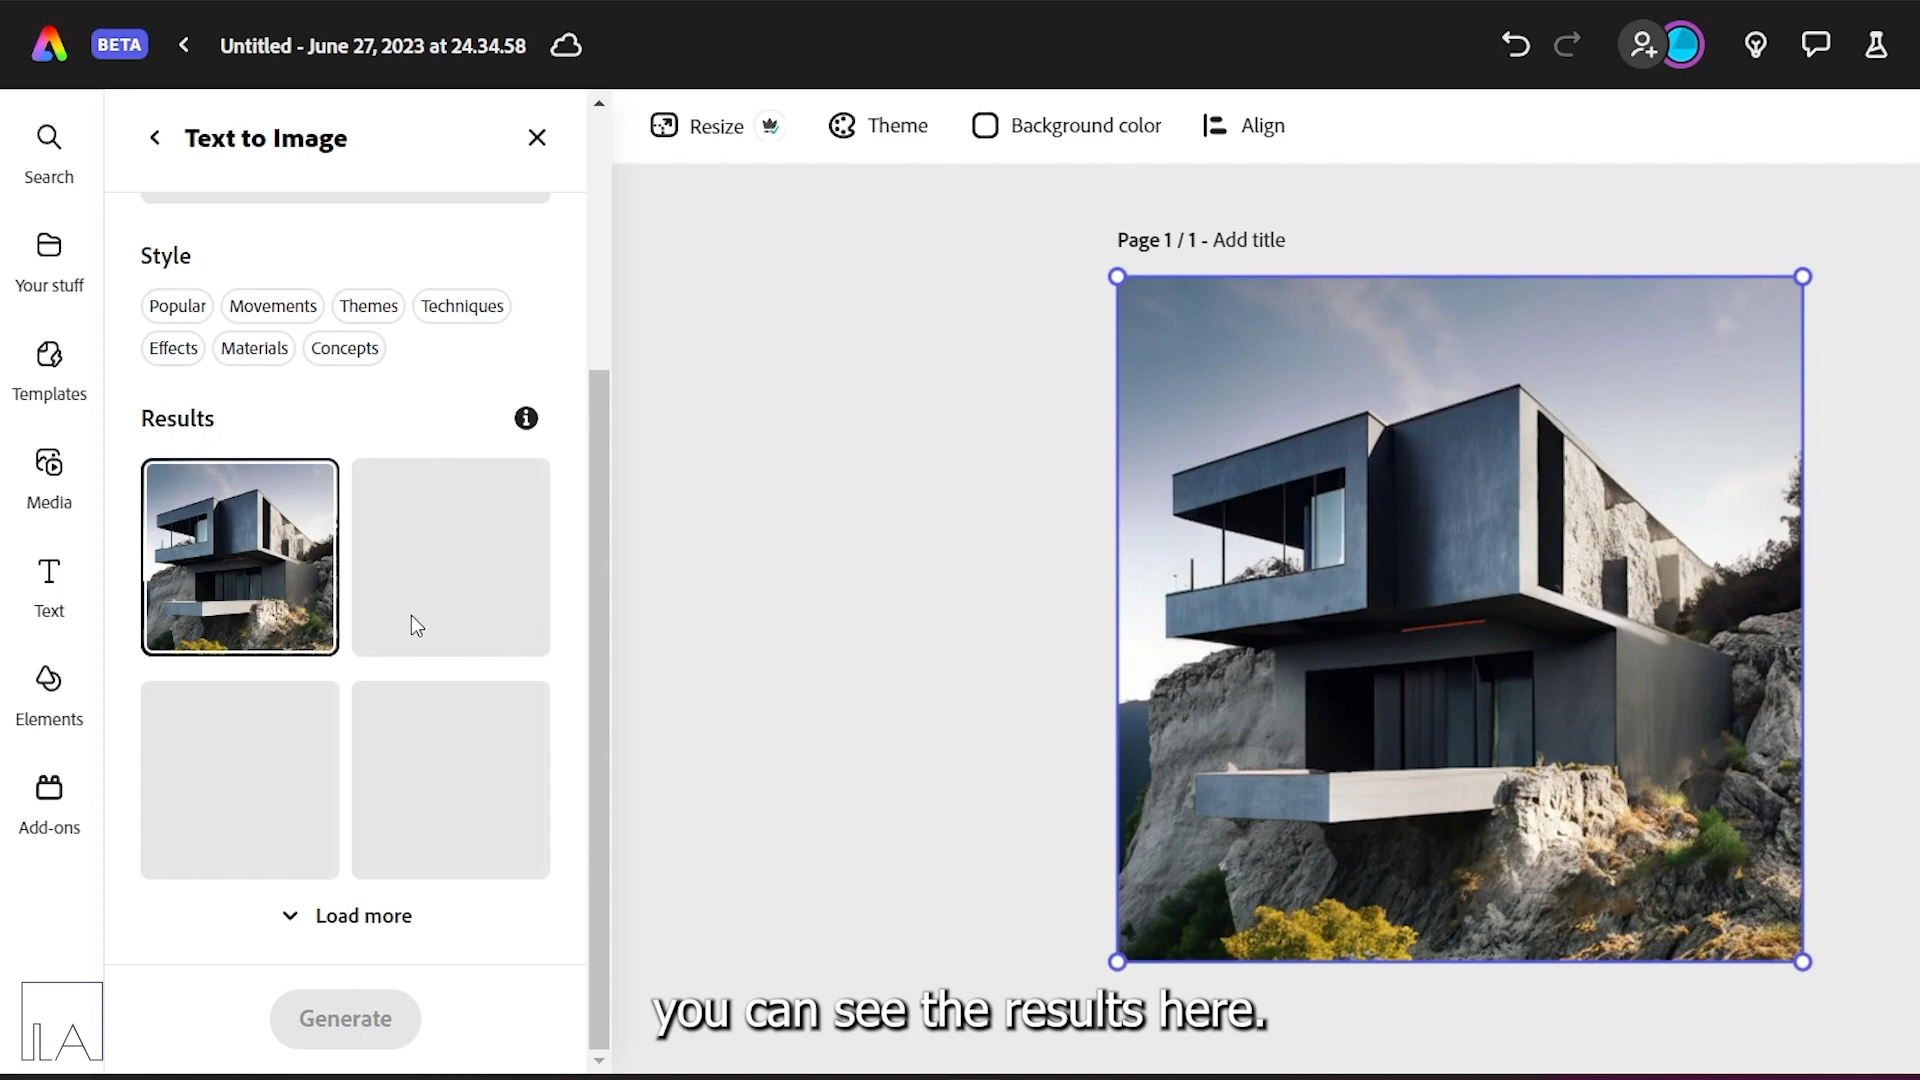 BETA
Untitled - June 27, 2023 at 24.34.58
Search
Your stuff
Templates
Media
Text
Elements
Add-ons
ILA
Text to Image
Style
Popular
Movements
Themes
Techniques
Effects
Materials
Concepts
Results
Load more
Generate
Resize
Theme
Background color
Align
Page 1 / 1 - Add title
you can see the results here.